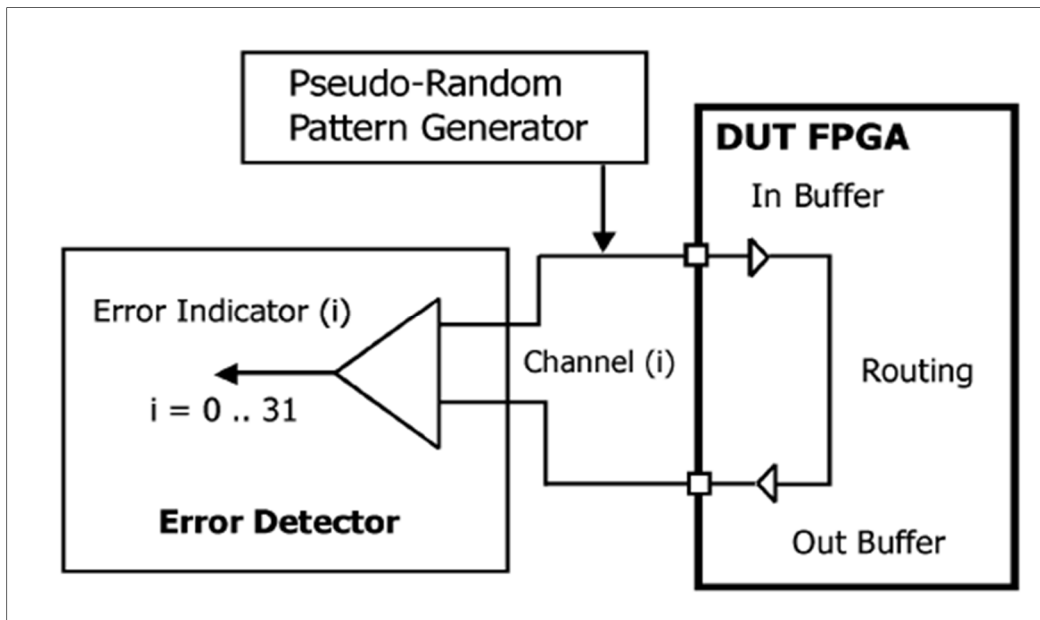 Pseudo-Random
Pattern Generator
DUT FPGA
In Buffer
Error Indicator (i)
Channel (i)
Routing
i = 0 .. 31
Error Detector
Out Buffer